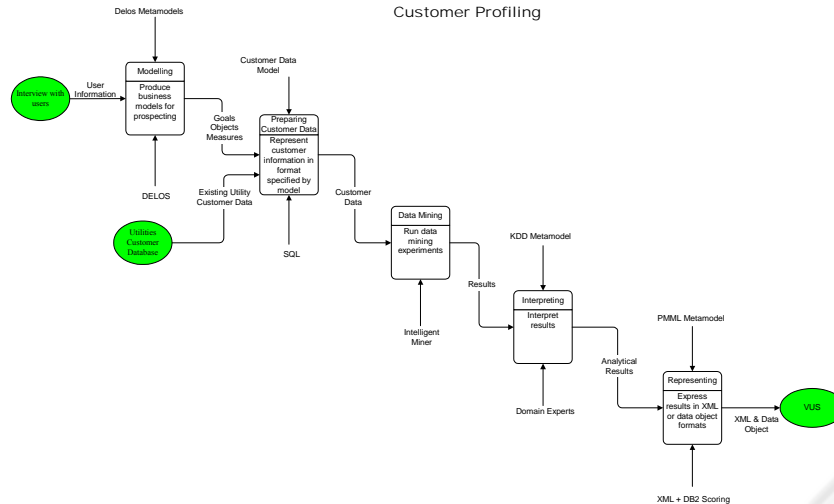 Customer Profiling
Delos Metamodels
Modelling
Produce
business
models for
prospecting
Interview with
users
User
Information
DELOS
Goals
Objects
Measures
Customer Data
Model
Preparing
Customer Data
Represent
customer
information in
format
specified by
model
Existing Utility
Customer Data
Utilities
Customer
Database
SQL
Customer
Data
Data Mining
Run data
mining
experiments
Intelligent
Miner
Results
KDD Metamodel
Interpreting
Interpret
results
Domain Experts
Analytical
Results
PMML Metamodel
Representing
Express
results in XML
or data object
formats
XML + DB2 Scoring
XML & Data
Object
VUS